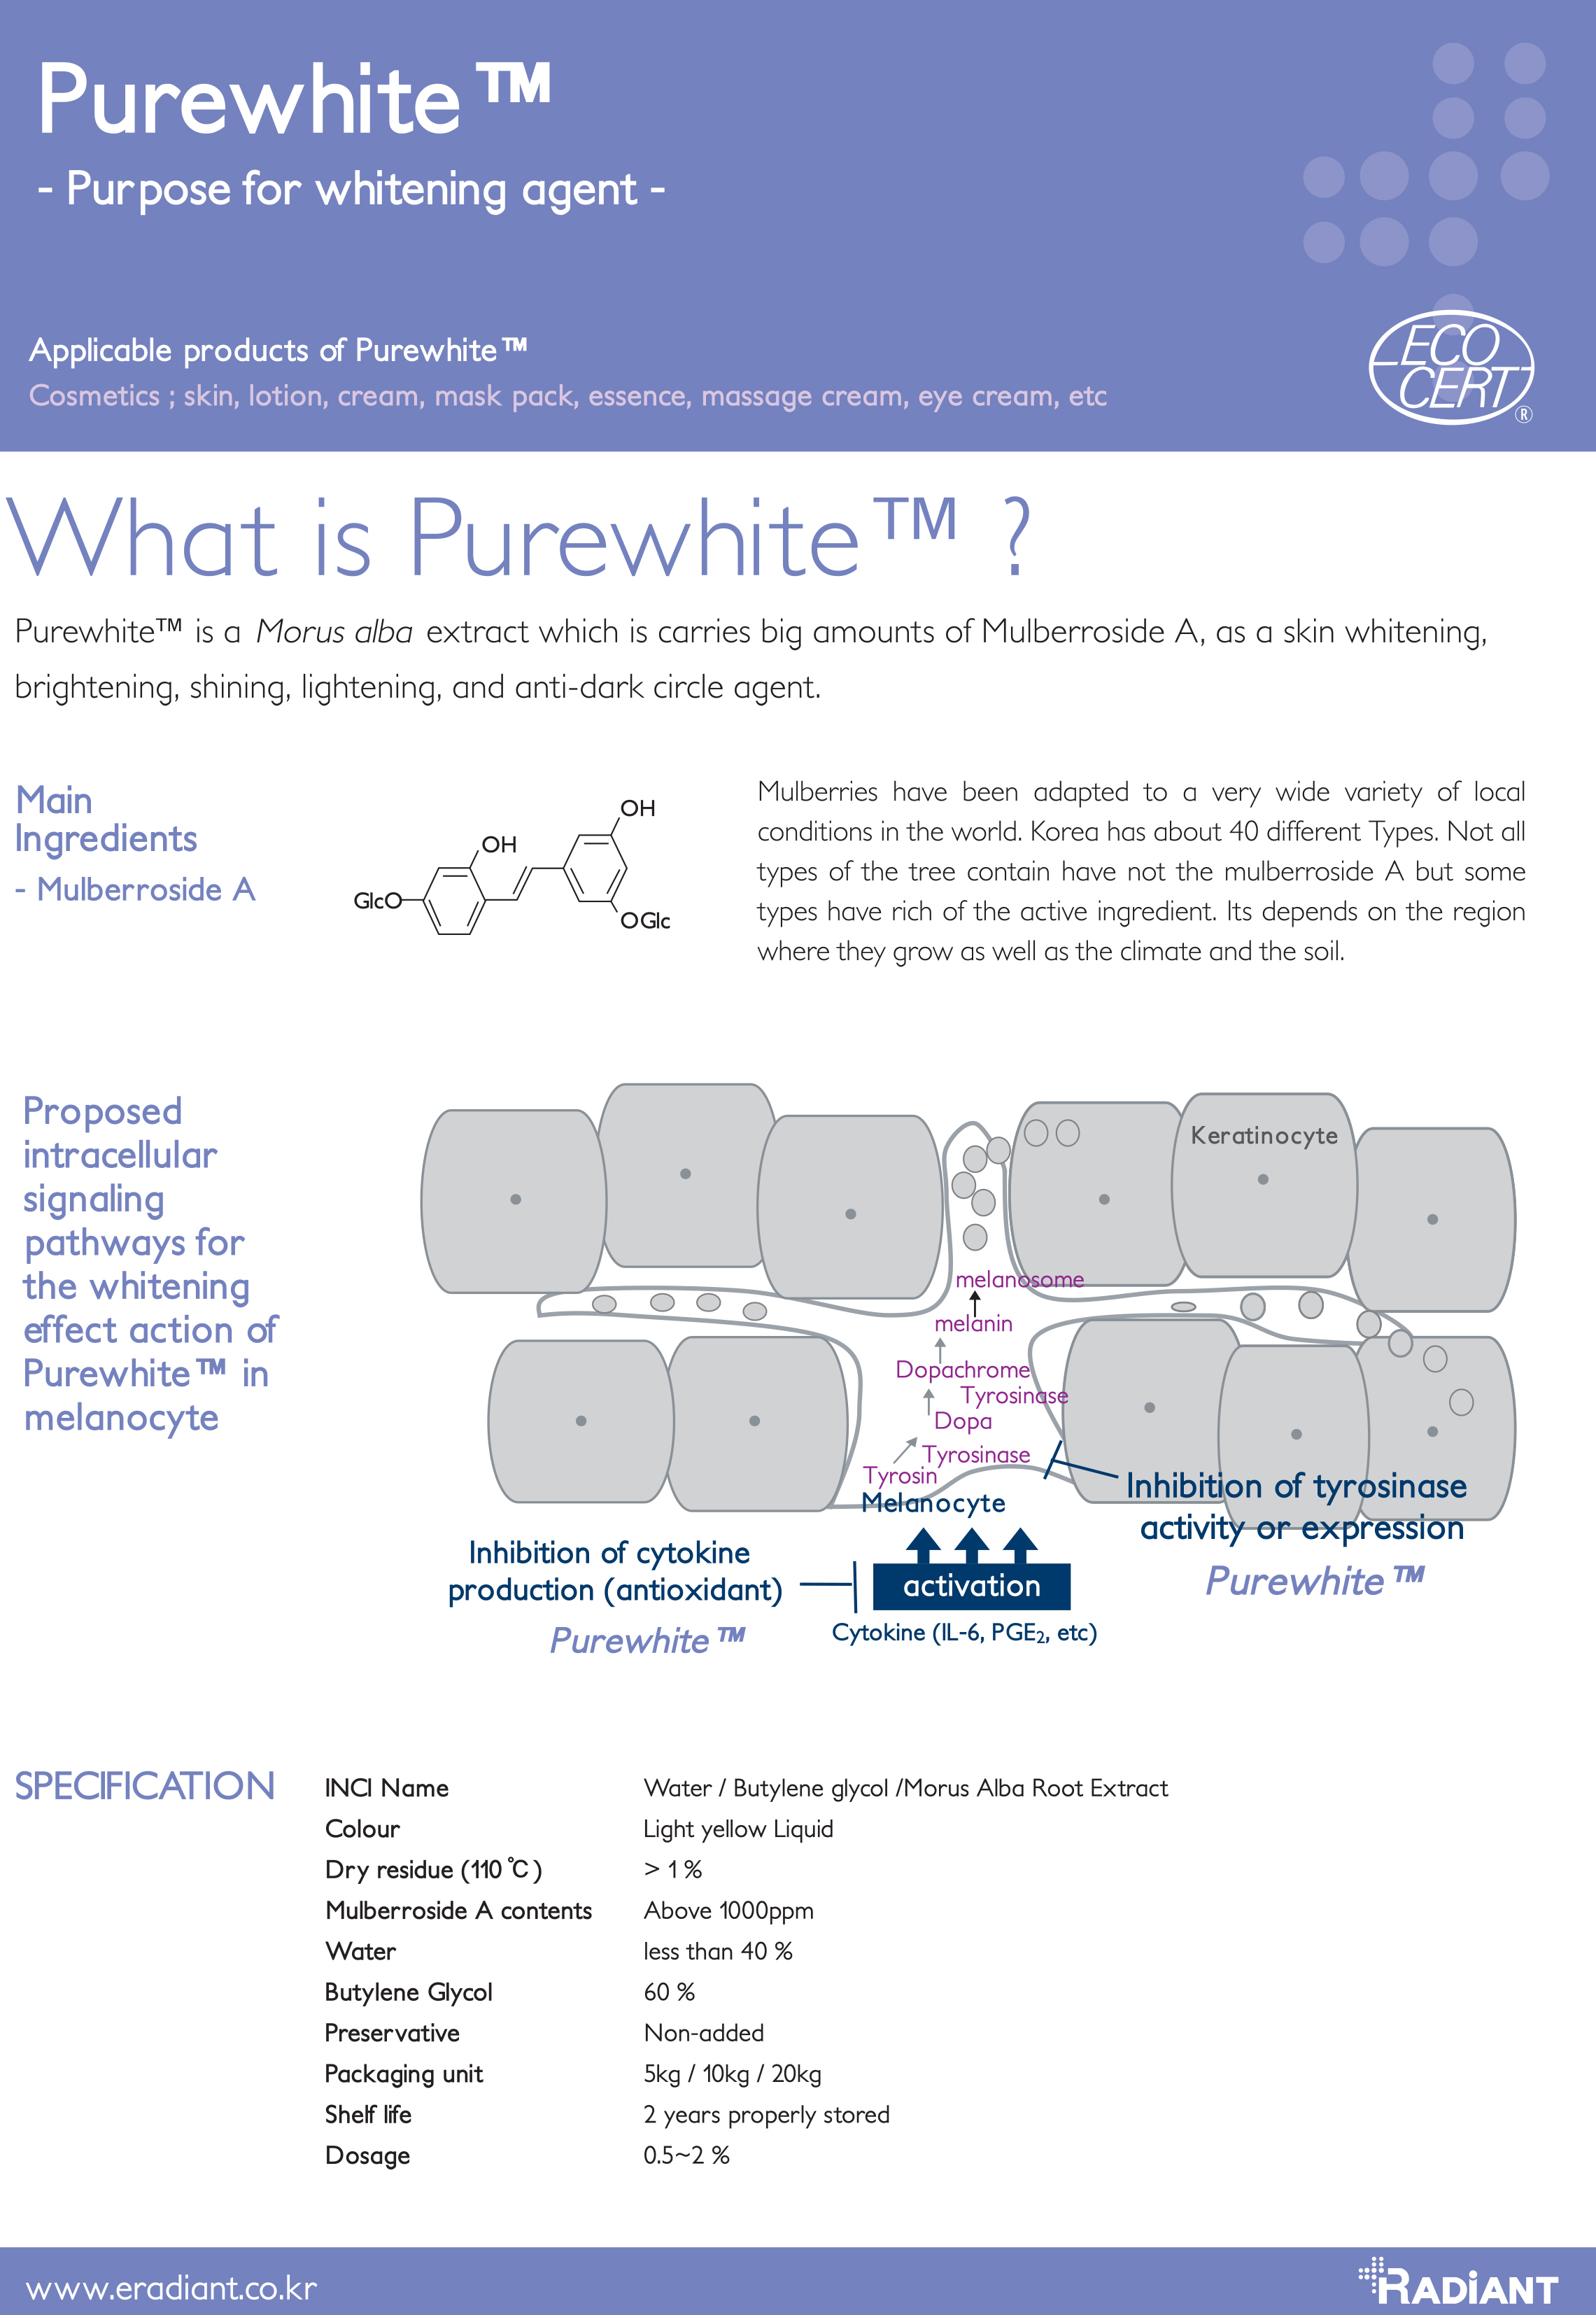 Purewhite™
- Purpose for whitening agent -
Applicable products of Purewhite™
Cosmetics ; skin, lotion, cream, mask pack, essence, massage cream, eye cream, etc
ECO
CERT
®
What is Purewhite™ ?
Purewhite™ is a Morus alba extract which is carries big amounts of Mulberroside A, as a skin whitening,
brightening, shining, lightening, and anti-dark circle agent.
Main
Ingredients
- Mulberroside A
OH
OH
GlcO
OGlc
Mulberries have been adapted to a very wide variety of local
conditions in the world. Korea has about 40 different Types. Not all
types of the tree contain have not the mulberroside A but some
types have rich of the active ingredient. Its depends on the region
where they grow as well as the climate and the soil.
Proposed
intracellular
signaling
pathways for
the whitening
effect action of
Purewhite™ in
melanocyte
Keratinocyte
melanosome
melanin
Dopachrome
Tyrosinase
Dopa
Tyrosinase
Tyrosin
Melanocyte
Inhibition of tyrosinase
activity or expression
Purewhite™
Inhibition of cytokine
production (antioxidant)
Purewhite™
activation
Cytokine (IL-6, PGE₂, etc)
SPECIFICATION
INCI Name Water / Butylene glycol /Morus Alba Root Extract
Colour Light yellow Liquid
Dry residue (110 ℃) > 1 %
Mulberroside A contents Above 1000ppm
Water less than 40 %
Butylene Glycol 60 %
Preservative Non-added
Packaging unit 5kg / 10kg / 20kg
Shelf life 2 years properly stored
Dosage 0.5~2 %
www.eradiant.co.kr
RADiANT